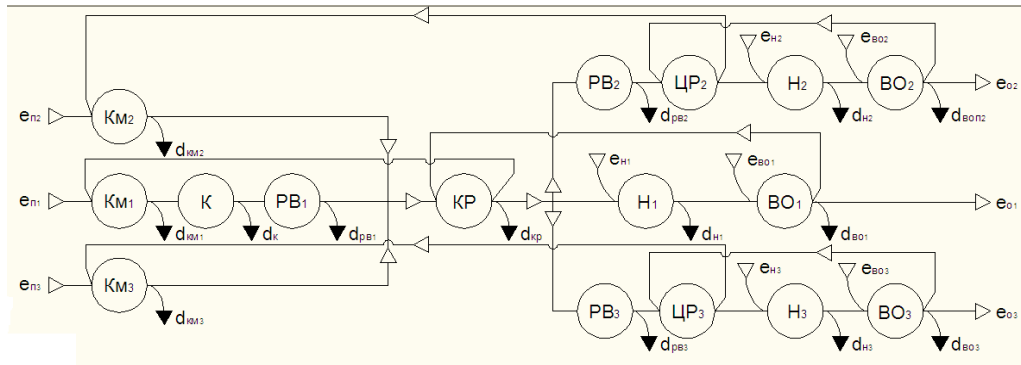 eн2 eво2
РВ2 ЦР2 Н2 ВО2 eо2
eп2 Км2 dрв2 dн2 dвоп2
dкм2 eн1 eво1
eп1 Км1 К РВ1 КР Н1 ВО1 eо1
dкм1 dк dрв1 dкр dн1 dво1
eп3 Км3 eн3 eво3
dкм3 РВ3 ЦР3 Н3 ВО3 eо3
dрв3 dн3 dво3